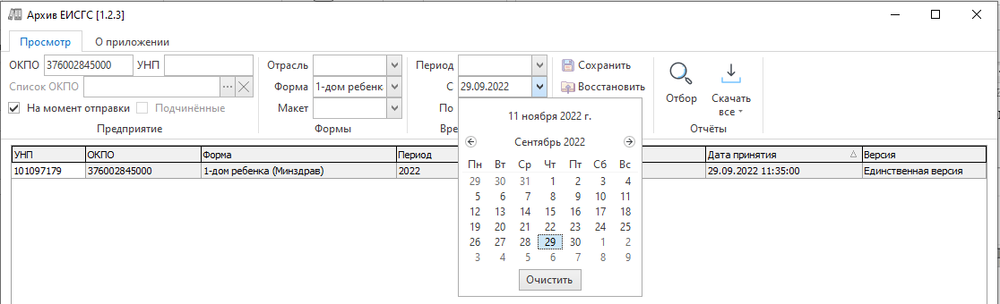 Архив ЕИСГС [1.2.3]
Просмотр О приложении
ОКПО 376002845000 УНП Отрасль Период Сохранить
Список ОКПО ... Форма 1-дом ребенк С 29.09.2022 Восстановить Отбор Скачать все
На момент отправки Подчинённые Макет По
Предприятие Формы Вре Отчёты
11 ноября 2022 г.
Сентябрь 2022
Пн Вт Ср Чт Пт Сб Вс
29 30 31 1 2 3 4
5 6 7 8 9 10 11
12 13 14 15 16 17 18
19 20 21 22 23 24 25
26 27 28 29 30 1 2
3 4 5 6 7 8 9
Очистить
УНП ОКПО Форма Период Дата принятия Версия
101097179 376002845000 1-дом ребенка (Минздрав) 2022 29.09.2022 11:35:00 Единственная версия